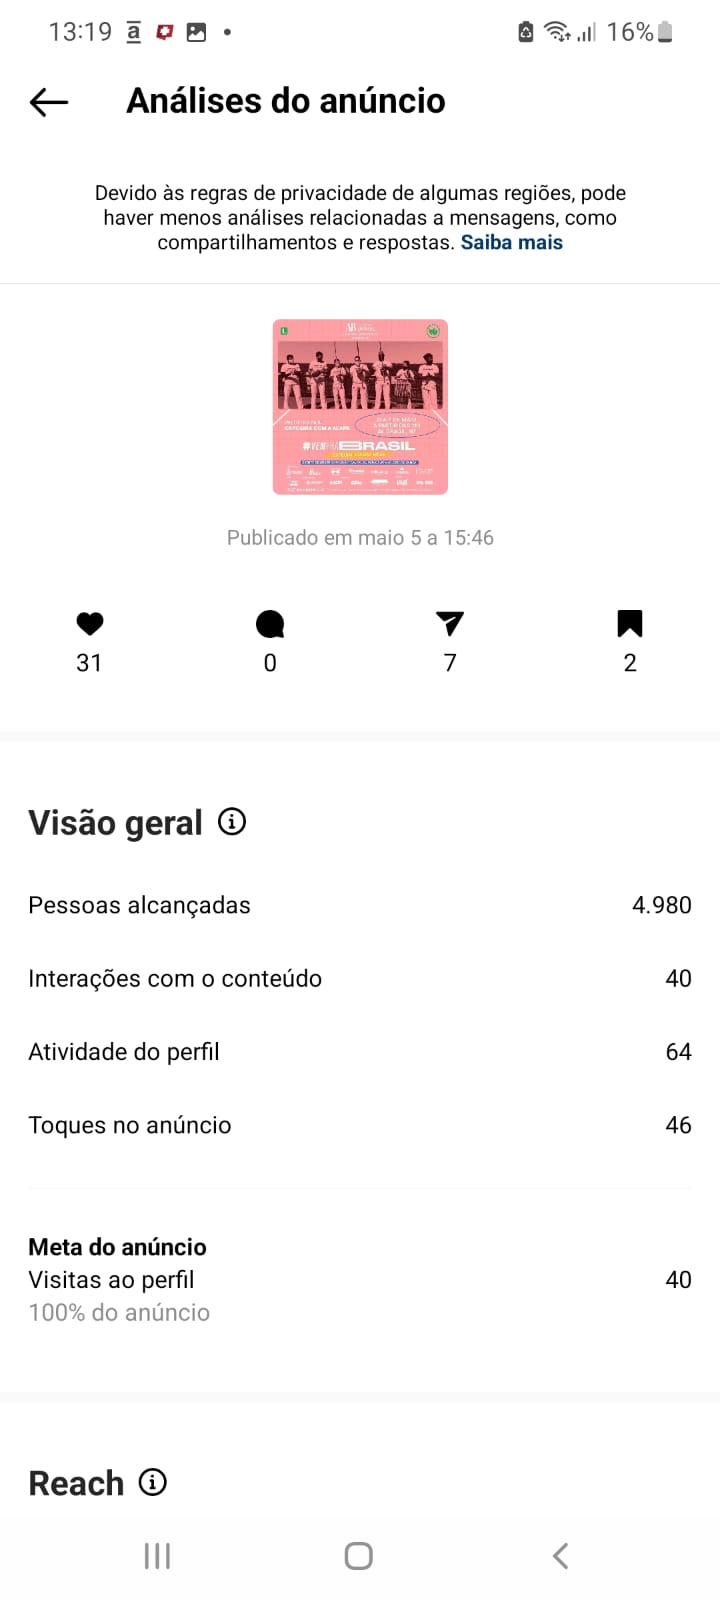 13:19 a 16%
Análises do anúncio
Devido às regras de privacidade de algumas regiões, pode
haver menos análises relacionadas a mensagens, como
compartilhamentos e respostas. Saiba mais
L
AB
CAPOEIRA COM A
#VEMPRABRASIL
Publicado em maio 5 a 15:46
31 0 7 2
Visão geral
Pessoas alcançadas 4.980
Interações com o conteúdo 40
Atividade do perfil 64
Toques no anúncio 46
Meta do anúncio
Visitas ao perfil 40
100% do anúncio
Reach